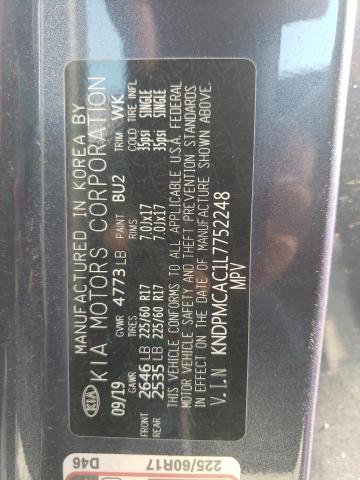 MANUFACTURED IN KOREA BY
KIA MOTORS CORPORATION
KIA
09/19 GVWR 4773 LB PAINT BU2 TRIM WK
GAWR TIRES RIMS COLD TIRE INFL
FRONT 2646 LB 225/60 R17 7.0JX17 35psi SINGLE
REAR 2535 LB 225/60 R17 7.0JX17 35psi SINGLE
THIS VEHICLE CONFORMS TO ALL APPLICABLE U.S.A. FEDERAL
MOTOR VEHICLE SAFETY AND THEFT PREVENTION STANDARDS
IN EFFECT ON THE DATE OF MANUFACTURE SHOWN ABOVE.
V.I.N KNDPMCAC1L7752248
MPV
D46
225/60R17